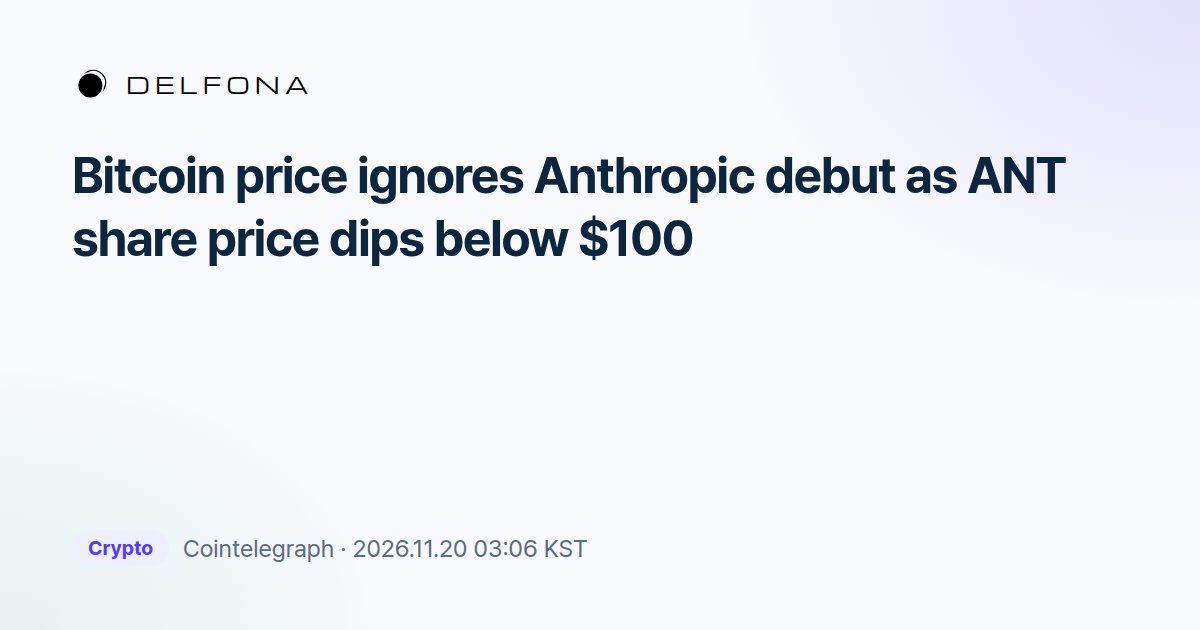 DELFONA
Bitcoin price ignores Anthropic debut as ANT
share price dips below $100
Crypto Cointelegraph · 2026.11.20 03:06 KST